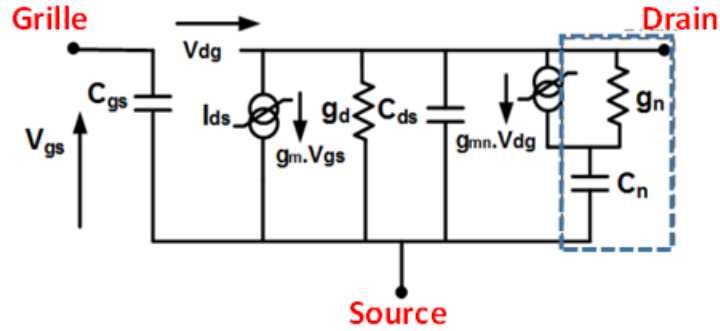 Grille
Drain
Vdg
Cgs
Ids
gd
Cds
gn
Vgs
gm.Vgs
gmn.Vdg
Cn
Source